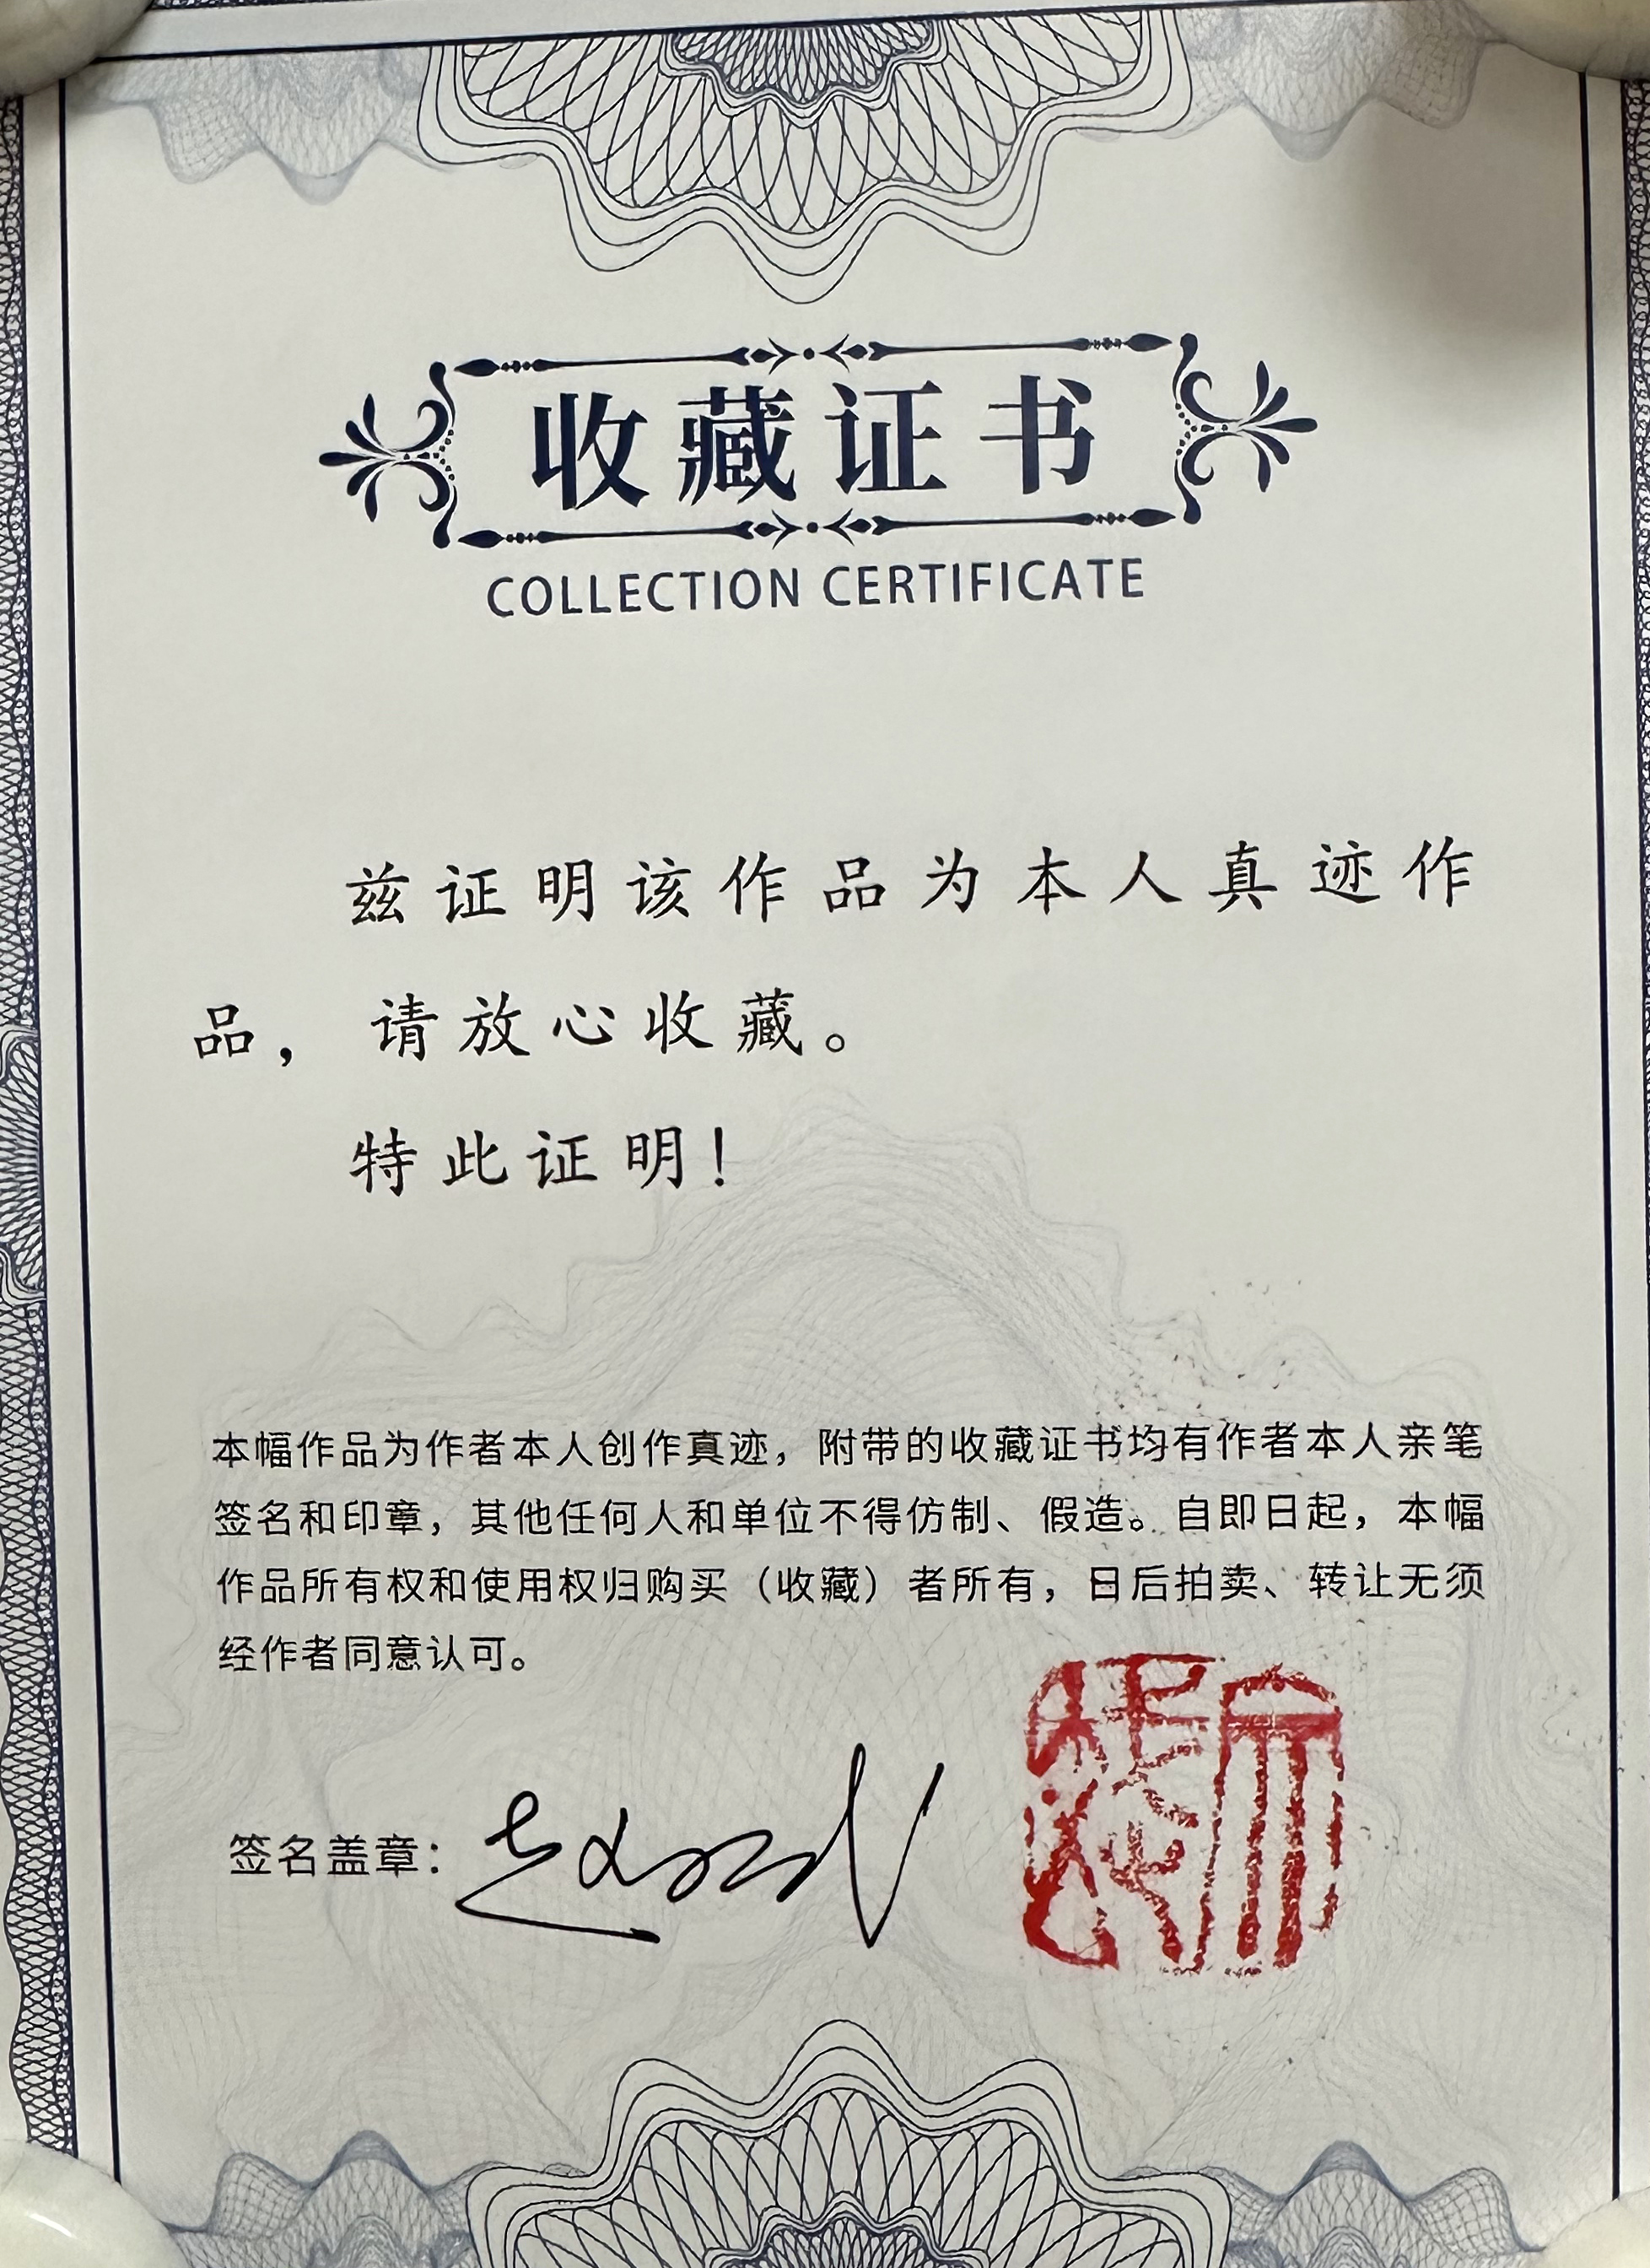 收藏证书
COLLECTION CERTIFICATE
兹证明该作品为本人真迹作
品，请放心收藏。
特此证明！
本幅作品为作者本人创作真迹，附带的收藏证书均有作者本人亲笔
签名和印章，其他任何人和单位不得仿制、假造。自即日起，本幅
作品所有权和使用权归购买（收藏）者所有，日后拍卖、转让无须
经作者同意认可。
签名盖章：